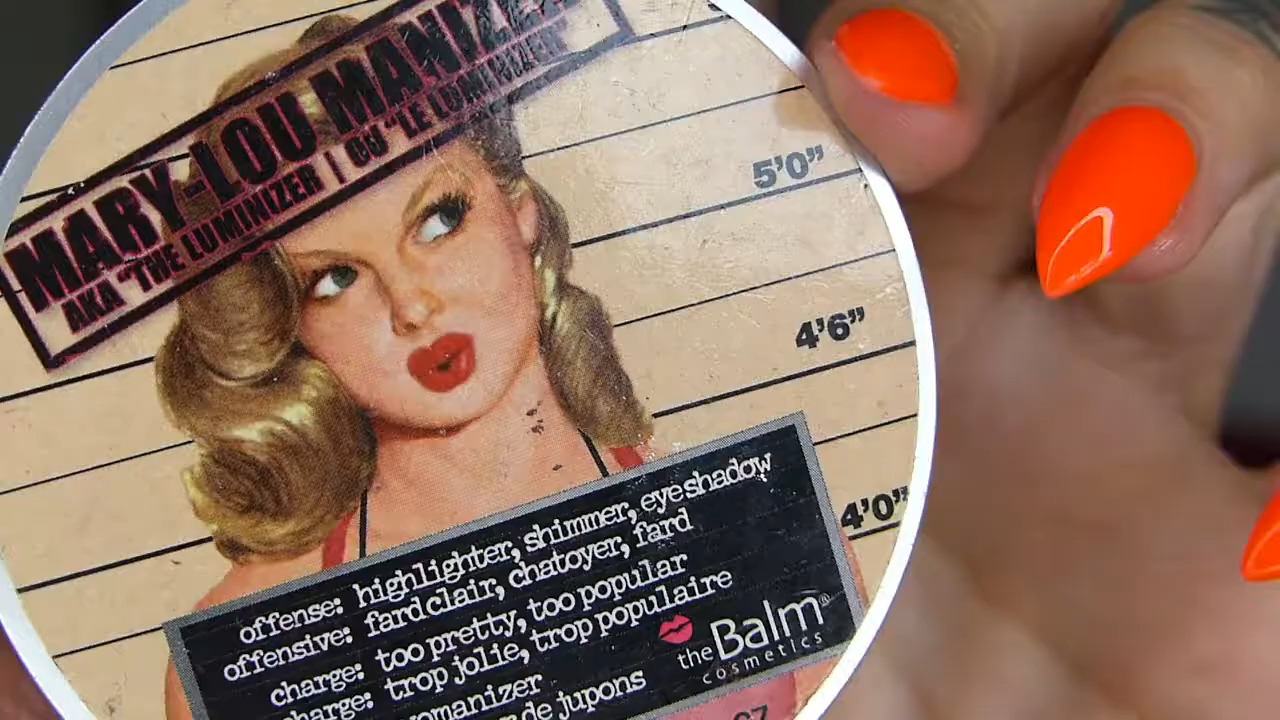 MARY-LOU MANIZER
AKA "THE LUMINIZER | OU "LE LUMINIZER"
5'0"
4'6"
4'0"
offense: highlighter, shimmer, eyeshadow
offensive: fard clair, chatoyer, fard
charge: too pretty, too popular
charge: trop jolie, trop populaire
womanizer
de jupons
theBalm®
cosmetics
07